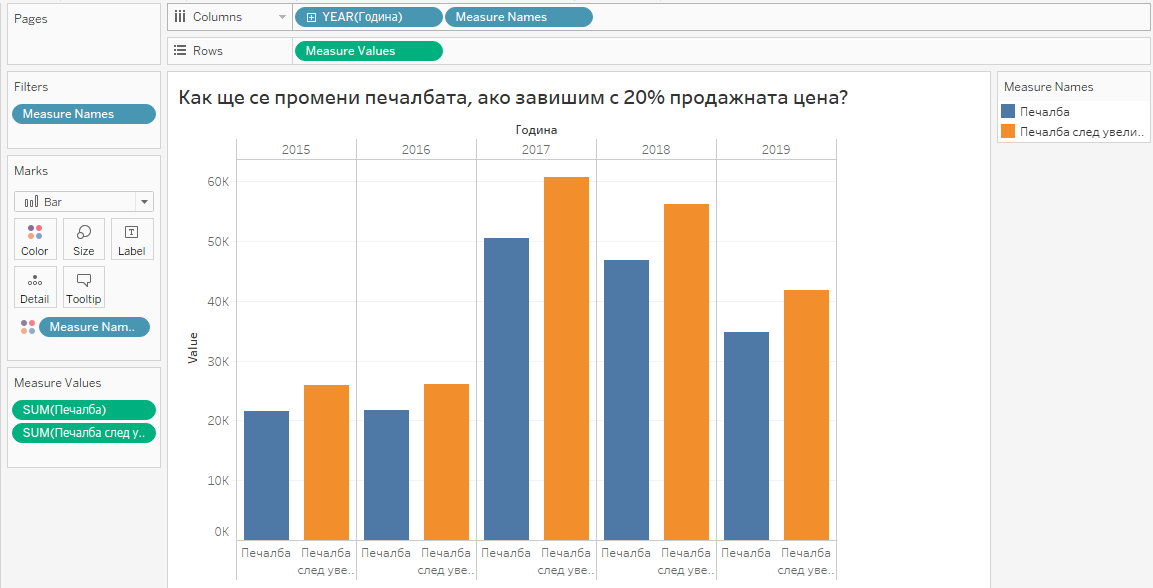 Pages
Columns
YEAR(Година)
Measure Names
Rows
Measure Values
Filters
Measure Names
Marks
Bar
Color
Size
Label
Detail
Tooltip
Measure Nam..
Measure Values
SUM(Печалба)
SUM(Печалба след у..
Как ще се промени печалбата, ако завишим с 20% продажната цена?
Година
2015 2016 2017 2018 2019
60K
50K
40K
30K
20K
10K
0K
Value
Печалба Печалба Печалба Печалба Печалба Печалба Печалба Печалба Печалба Печалба
след уве.. след уве.. след уве.. след уве.. след уве..
Measure Names
Печалба
Печалба след увели..